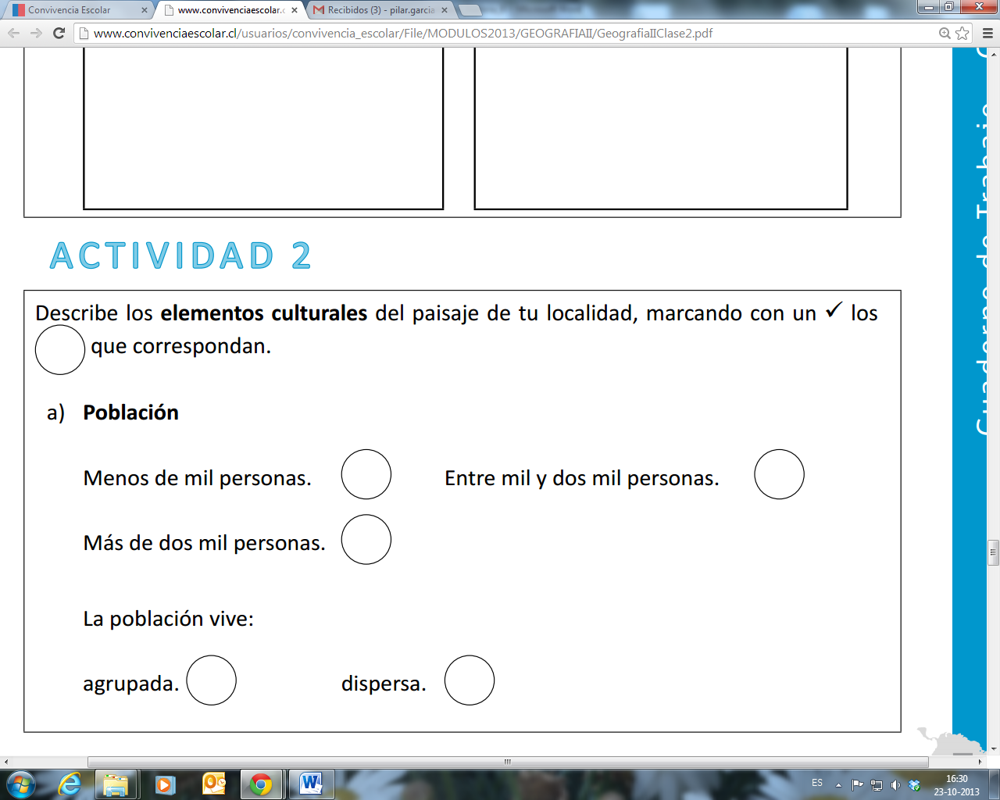 Convivencia Escolar
www.convivenciaescolar.c
Recibidos (3) - pilar.garcia
www.convivenciaescolar.cl/usuarios/convivencia_escolar/File/MODULOS2013/GEOGRAFIAII/GeografiaIIClase2.pdf
ACTIVIDAD 2
Describe los elementos culturales del paisaje de tu localidad, marcando con un ✓ los
que correspondan.
a) Población
Menos de mil personas. Entre mil y dos mil personas.
Más de dos mil personas.
La población vive:
agrupada. dispersa.
Cuaderno de Trabajo
ES
16:30
23-10-2013